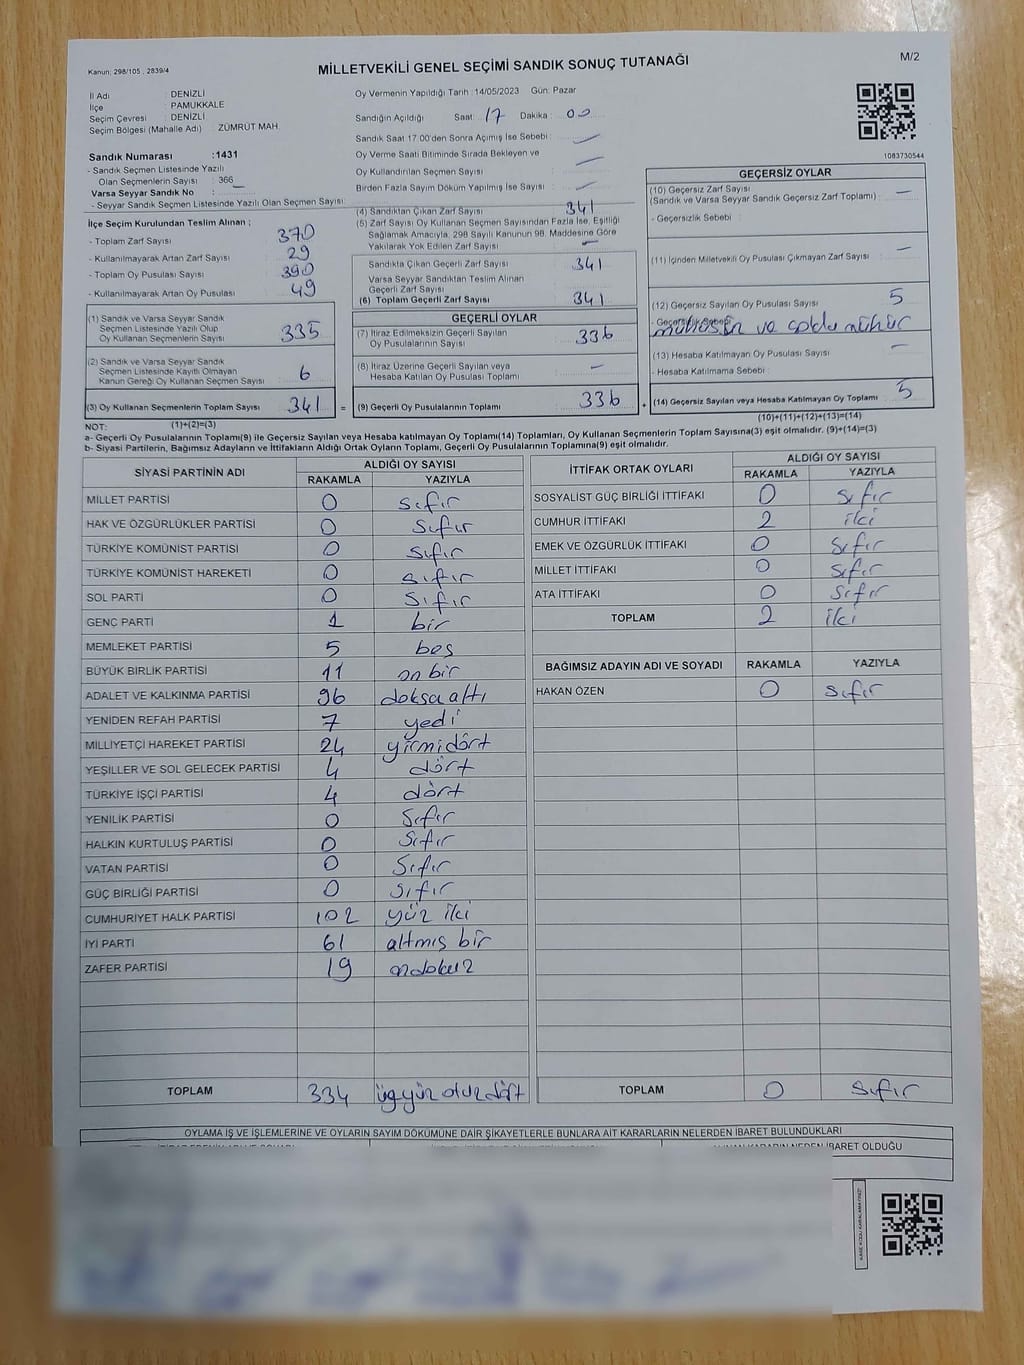 Kanun: 298/105 , 2839/4
MİLLETVEKİLİ GENEL SEÇİMİ SANDIK SONUÇ TUTANAĞI
M/2
İl Adı : DENİZLİ
İlçe : PAMUKKALE
Seçim Çevresi : DENİZLİ
Seçim Bölgesi (Mahalle Adı) : ZÜMRÜT MAH.
Sandık Numarası :1431
- Sandık Seçmen Listesinde Yazılı
Olan Seçmenlerin Sayısı : 366
Varsa Seyyar Sandık No :
- Seyyar Sandık Seçmen Listesinde Yazılı Olan Seçmen Sayısı:
Oy Vermenin Yapıldığı Tarih :14/05/2023 Gün: Pazar
Sandığın Açıldığı Saat: 17 Dakika : 00
Sandık Saat 17.00'den Sonra Açımış İse Sebebi :
Oy Verme Saati Bitiminde Sırada Bekleyen ve
Oy Kullandırılan Seçmen Sayısı :
Birden Fazla Sayım Döküm Yapılmış İse Sayısı :
1083730544
İlçe Seçim Kurulundan Teslim Alınan ;
- Toplam Zarf Sayısı : 370
- Kullanılmayarak Artan Zarf Sayısı : 29
- Toplam Oy Pusulası Sayısı : 390
- Kullanılmayarak Artan Oy Pusulası : 49
(1) Sandık ve Varsa Seyyar Sandık
Seçmen Listesinde Yazılı Olup
Oy Kullanan Seçmenlerin Sayısı : 335
(2) Sandık ve Varsa Seyyar Sandık
Seçmen Listesinde Kayıtlı Olmayan
Kanun Gereği Oy Kullanan Seçmen Sayısı : 6
(3) Oy Kullanan Seçmenlerin Toplam Sayısı : 341 =
(4) Sandıktan Çıkan Zarf Sayısı : 341
(5) Zarf Sayısı Oy Kullanan Seçmen Sayısından Fazla İse, Eşitliği
Sağlamak Amacıyla, 298 Sayılı Kanunun 98. Maddesine Göre
Yakılarak Yok Edilen Zarf Sayısı :
Sandıkta Çıkan Geçerli Zarf Sayısı : 341
Varsa Seyyar Sandıktan Teslim Alınan
Geçerli Zarf Sayısı :
(6) Toplam Geçerli Zarf Sayısı : 341
GEÇERLİ OYLAR
(7) İtiraz Edilmeksizin Geçerli Sayılan
Oy Pusulasının Sayısı : 336
(8) İtiraz Üzerine Geçerli Sayılan veya
Hesaba Katılan Oy Pusulası Toplamı :
(9) Geçerli Oy Pusulalarının Toplamı : 336 +
GEÇERSİZ OYLAR
(10) Geçersiz Zarf Sayısı
(Sandık ve Varsa Seyyar Sandık Geçersiz Zarf Toplamı) :
- Geçersizlik Sebebi :
(11) İçinden Milletvekili Oy Pusulası Çıkmayan Zarf Sayısı :
(12) Geçersiz Sayılan Oy Pusulası Sayısı : 5
ve
(13) Hesaba Katılmayan Oy Pusulası Sayısı :
- Hesaba Katılmama Sebebi :
(14) Geçersiz Sayılan veya Hesaba Katılmayan Oy Toplamı : 5
NOT: (1)+(2)=(3)
(10)+(11)+(12)+(13)=(14)
a- Geçerli Oy Pusulalarının Toplamı(9) ile Geçersiz Sayılan veya Hesaba katılmayan Oy Toplamı(14) Toplamları, Oy Kullanan Seçmenlerin Toplam Sayısına(3) eşit olmalıdır. (9)+(14)=(3)
b- Siyasi Partilerin, Bağımsız Adayların ve İttifakların Aldığı Ortak Oyların Toplamı, Geçerli Oy Pusulalarının Toplamına(9) eşit olmalıdır.
SİYASİ PARTİNİN ADI ALDIĞI OY SAYISI
RAKAMLA YAZIYLA
MİLLET PARTİSİ 0 sıfır
HAK VE ÖZGÜRLÜKLER PARTİSİ 0 sıfır
TÜRKİYE KOMÜNİST PARTİSİ 0 sıfır
TÜRKİYE KOMÜNİST HAREKETİ 0 sıfır
SOL PARTİ 0 sıfır
GENÇ PARTİ 1 bir
MEMLEKET PARTİSİ 5 beş
BÜYÜK BİRLİK PARTİSİ 11 on bir
ADALET VE KALKINMA PARTİSİ 96 doksaaltı
YENİDEN REFAH PARTİSİ 7 yedi
MİLLİYETÇİ HAREKET PARTİSİ 24 yirmidört
YEŞİLLER VE SOL GELECEK PARTİSİ 4 dört
TÜRKİYE İŞÇİ PARTİSİ 4 dört
YENİLİK PARTİSİ 0 sıfır
HALKIN KURTULUŞ PARTİSİ 0 sıfır
VATAN PARTİSİ 0 sıfır
GÜÇ BİRLİĞİ PARTİSİ 0 sıfır
CUMHURİYET HALK PARTİSİ 102 yüz iki
İYİ PARTİ 61 altmış bir
ZAFER PARTİSİ 19 ondokuz
TOPLAM 334 üçyüz otuz dört
İTTİFAK ORTAK OYLARI ALDIĞI OY SAYISI
RAKAMLA YAZIYLA
SOSYALİST GÜÇ BİRLİĞİ İTTİFAKI 0 sıfır
CUMHUR İTTİFAKI 2 iki
EMEK VE ÖZGÜRLÜK İTTİFAKI 0 sıfır
MİLLET İTTİFAKI 0 sıfır
ATA İTTİFAKI 0 sıfır
TOPLAM 2 iki
BAĞIMSIZ ADAYIN ADI VE SOYADI RAKAMLA YAZIYLA
HAKAN ÖZEN 0 sıfır
TOPLAM 0 sıfır
OYLAMA İŞ VE İŞLEMLERİNE VE OYLARIN SAYIM DÖKÜMÜNE DAİR ŞİKAYETLERLE BUNLARA AİT KARARLARIN NELERDEN İBARET BULUNDUKLARI
ALINAN KARARIN NEDEN İBARET OLDUĞU